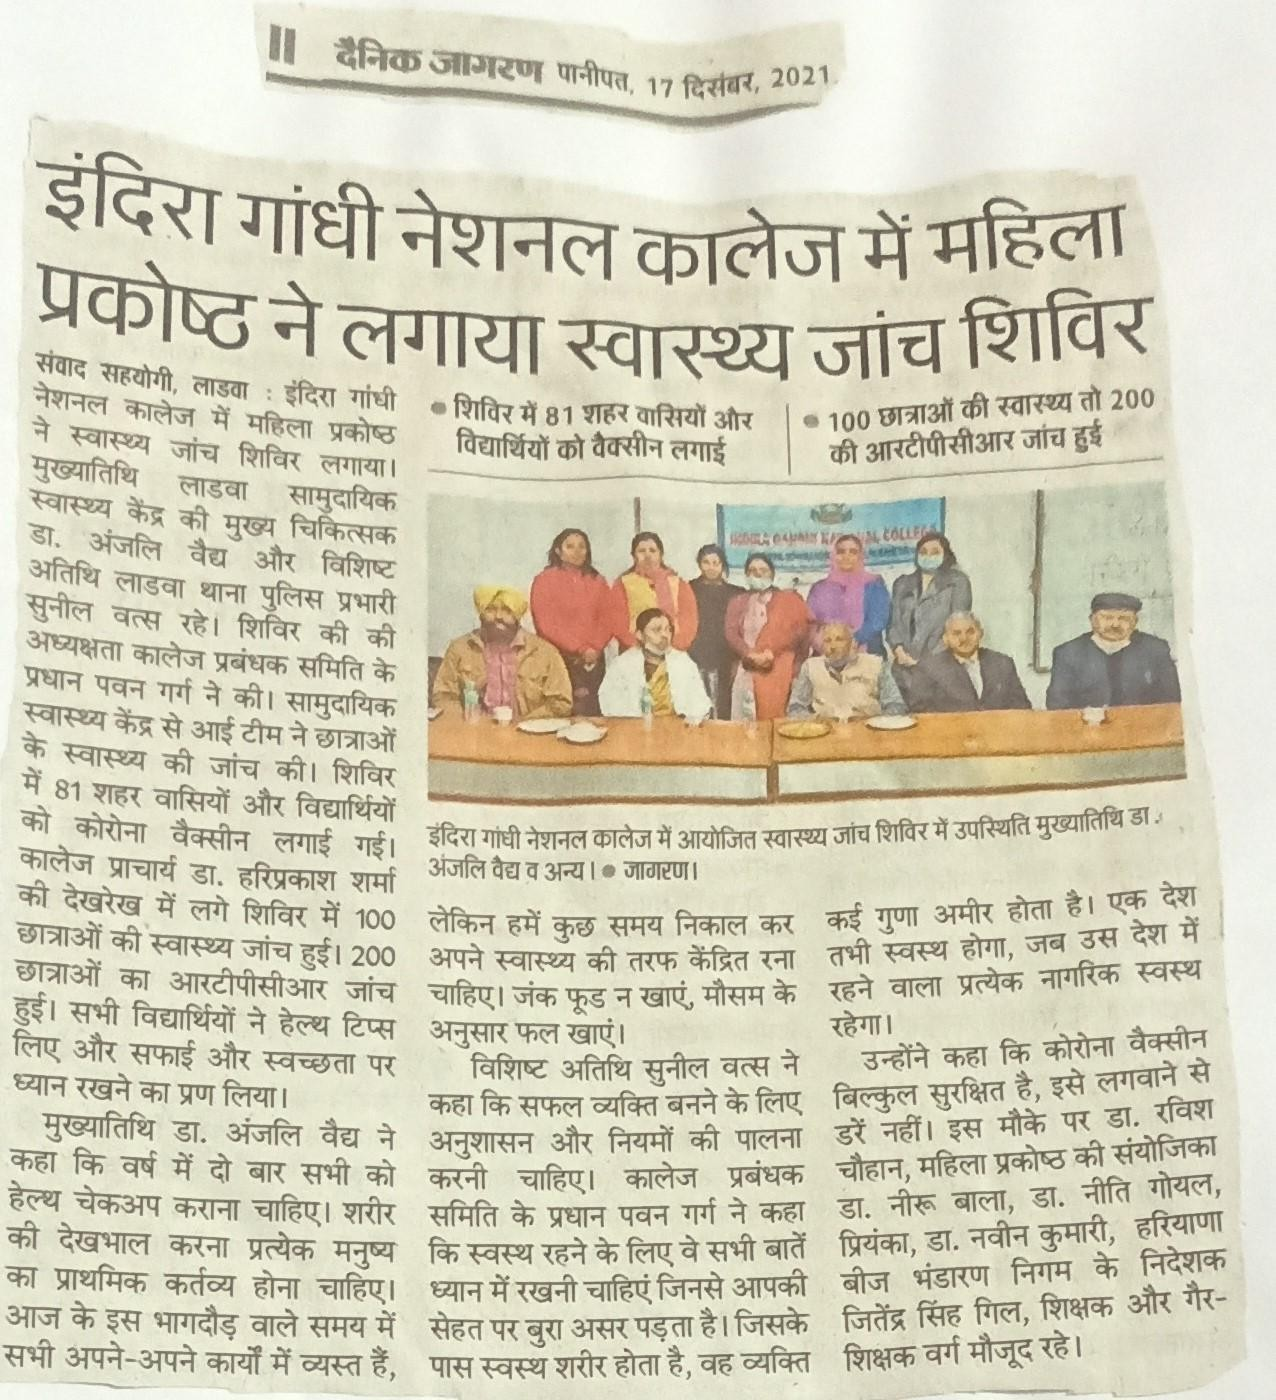 II दैनिक जागरण पानीपत, 17 दिसंबर, 2021
इंदिरा गांधी नेशनल कालेज में महिला
प्रकोष्ठ ने लगाया स्वास्थ्य जांच शिविर
संवाद सहयोगी, लाडवा : इंदिरा गांधी
नेशनल कालेज में महिला प्रकोष्ठ
ने स्वास्थ्य जांच शिविर लगाया।
मुख्यातिथि लाडवा सामुदायिक
स्वास्थ्य केंद्र की मुख्य चिकित्सक
डा. अंजलि वैद्य और विशिष्ट
अतिथि लाडवा थाना पुलिस प्रभारी
सुनील वत्स रहे। शिविर की की
अध्यक्षता कालेज प्रबंधक समिति के
प्रधान पवन गर्ग ने की। सामुदायिक
स्वास्थ्य केंद्र से आई टीम ने छात्राओं
के स्वास्थ्य की जांच की। शिविर
में 81 शहर वासियों और विद्यार्थियों
को कोरोना वैक्सीन लगाई गई।
कालेज प्राचार्य डा. हरिप्रकाश शर्मा
की देखरेख में लगे शिविर में 100
छात्राओं की स्वास्थ्य जांच हुई। 200
छात्राओं का आरटीपीसीआर जांच
हुई। सभी विद्यार्थियों ने हेल्थ टिप्स
लिए और सफाई और स्वच्छता पर
ध्यान रखने का प्रण लिया।
मुख्यातिथि डा. अंजलि वैद्य ने
कहा कि वर्ष में दो बार सभी को
हेल्थ चेकअप कराना चाहिए। शरीर
की देखभाल करना प्रत्येक मनुष्य
का प्राथमिक कर्तव्य होना चाहिए।
आज के इस भागदौड़ वाले समय में
सभी अपने-अपने कार्यों में व्यस्त हैं,
● शिविर में 81 शहर वासियों और
विद्यार्थियों को वैक्सीन लगाई
● 100 छात्राओं की स्वास्थ्य तो 200
की आरटीपीसीआर जांच हुई
INDIRA GANDHI NATIONAL COLLEGE
इंदिरा गांधी नेशनल कालेज में आयोजित स्वास्थ्य जांच शिविर में उपस्थिति मुख्यातिथि डा.
अंजलि वैद्य व अन्य। ● जागरण।
लेकिन हमें कुछ समय निकाल कर
अपने स्वास्थ्य की तरफ केंद्रित रना
चाहिए। जंक फूड न खाएं, मौसम के
अनुसार फल खाएं।
विशिष्ट अतिथि सुनील वत्स ने
कहा कि सफल व्यक्ति बनने के लिए
अनुशासन और नियमों की पालना
करनी चाहिए। कालेज प्रबंधक
समिति के प्रधान पवन गर्ग ने कहा
कि स्वस्थ रहने के लिए वे सभी बातें
ध्यान में रखनी चाहिएं जिनसे आपकी
सेहत पर बुरा असर पड़ता है। जिसके
पास स्वस्थ शरीर होता है, वह व्यक्ति
कई गुणा अमीर होता है। एक देश
तभी स्वस्थ होगा, जब उस देश में
रहने वाला प्रत्येक नागरिक स्वस्थ
रहेगा।
उन्होंने कहा कि कोरोना वैक्सीन
बिल्कुल सुरक्षित है, इसे लगवाने से
डरें नहीं। इस मौके पर डा. रविश
चौहान, महिला प्रकोष्ठ की संयोजिका
डा. नीरू बाला, डा. नीति गोयल,
प्रियंका, डा. नवीन कुमारी, हरियाणा
बीज भंडारण निगम के निदेशक
जितेंद्र सिंह गिल, शिक्षक और गैर-
शिक्षक वर्ग मौजूद रहे।